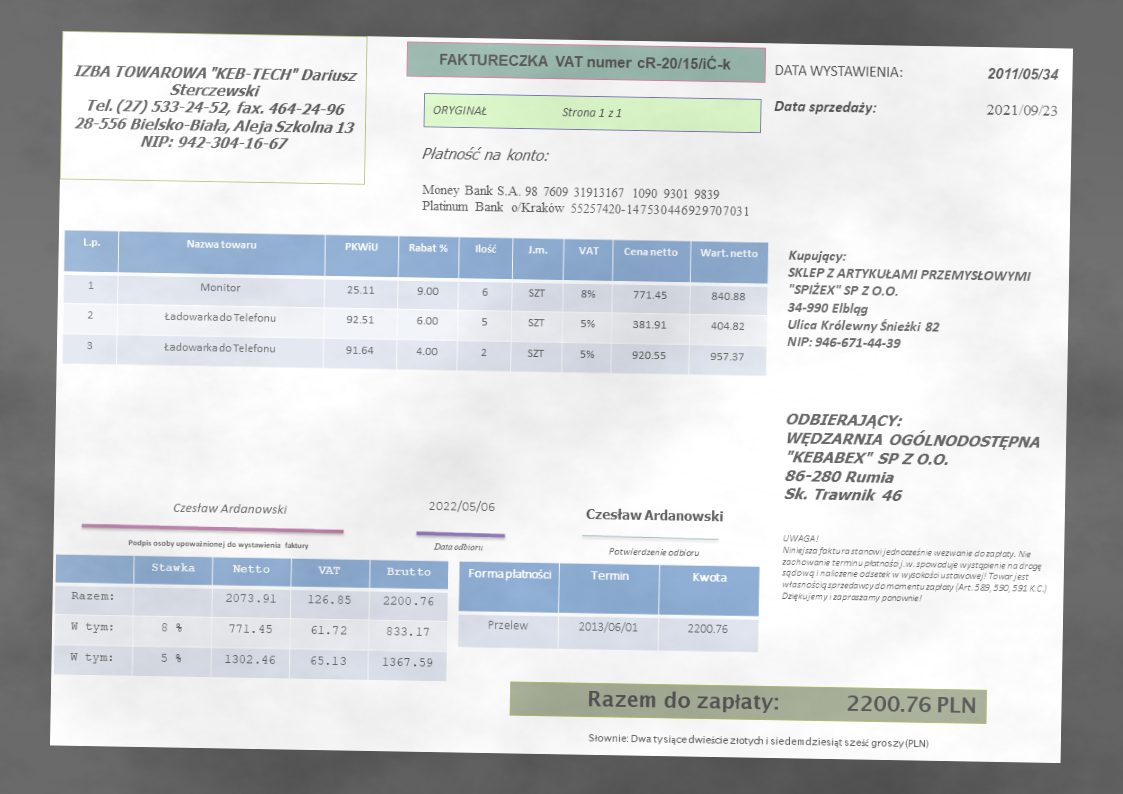 IZBA TOWAROWA "KEB-TECH" Dariusz
Sterczewski
Tel. (27) 533-24-52, fax. 464-24-96
28-556 Bielsko-Biała, Aleja Szkolna 13
NIP: 942-304-16-67
FAKTURECZKA VAT numer cR-20/15/iĆ-k
ORYGINAŁ Strona 1 z 1
DATA WYSTAWIENIA: 2011/05/34
Data sprzedaży: 2021/09/23
Płatność na konto:
Money Bank S.A. 98 7609 31913167 1090 9301 9839
Platinum Bank o/Kraków 55257420-147530446929707031
L.p. Nazwa towaru PKWiU Rabat % Ilość J.m. VAT Cena netto Wart. netto
1 Monitor 25.11 9.00 6 SZT 8% 771.45 840.88
2 Ładowarka do Telefonu 92.51 6.00 5 SZT 5% 381.91 404.82
3 Ładowarka do Telefonu 91.64 4.00 2 SZT 5% 920.55 957.37
Kupujący:
SKLEP Z ARTYKUŁAMI PRZEMYSŁOWYMI
"SPIŻEX" SP Z O.O.
34-990 Elbląg
Ulica Królewny Śnieżki 82
NIP: 946-671-44-39
ODBIERAJĄCY:
WĘDZARNIA OGÓLNODOSTĘPNA
"KEBABEX" SP Z O.O.
86-280 Rumia
Sk. Trawnik 46
Czesław Ardanowski
Podpis osoby upoważnionej do wystawienia faktury
2022/05/06
Data odbioru
Czesław Ardanowski
Potwierdzenie odbioru
UWAGA!
Niniejsza faktura stanowi jednocześnie wezwanie do zapłaty. Nie
zachowanie terminu płatności j.w. spowoduje wystąpienie na drogę
sądową i naliczenie odsetek w wysokości ustawowej! Towar jest
własnością sprzedawcy do momentu zapłaty (Art. 589, 590, 591 K.C.)
Dziękujemy i zapraszamy ponownie!
Stawka Netto VAT Brutto
Razem: 2073.91 126.85 2200.76
W tym: 8 % 771.45 61.72 833.17
W tym: 5 % 1302.46 65.13 1367.59
Forma płatności Termin Kwota
Przelew 2013/06/01 2200.76
Razem do zapłaty: 2200.76 PLN
Słownie: Dwa tysiące dwieście złotych i siedemdziesiąt sześć groszy (PLN)